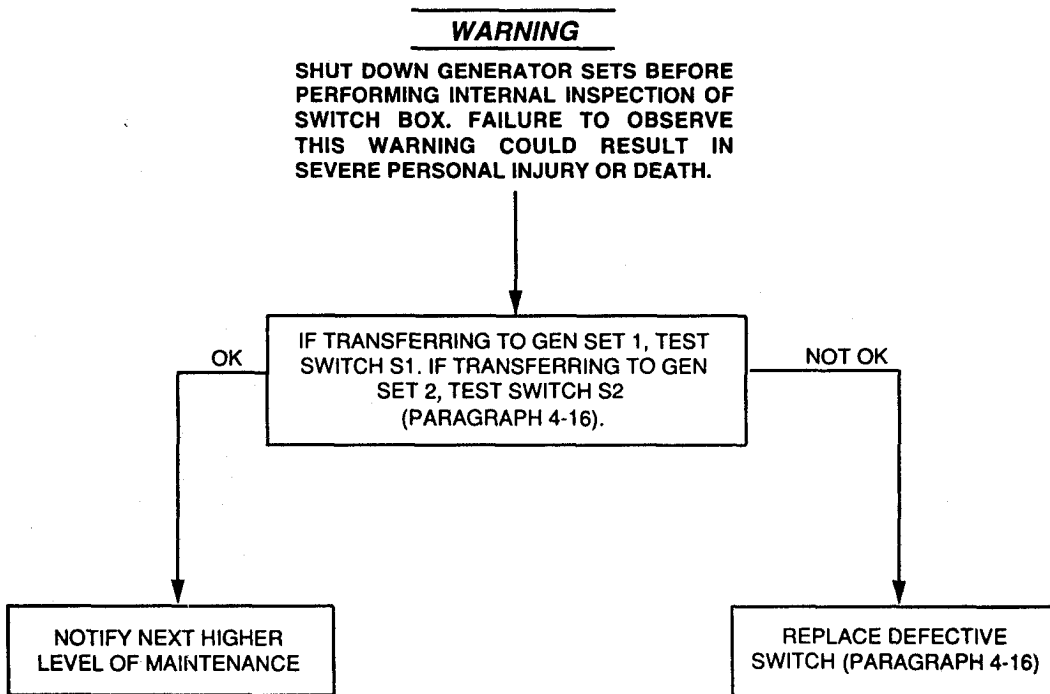 WARNING
SHUT DOWN GENERATOR SETS BEFORE
PERFORMING INTERNAL INSPECTION OF
SWITCH BOX. FAILURE TO OBSERVE
THIS WARNING COULD RESULT IN
SEVERE PERSONAL INJURY OR DEATH.
IF TRANSFERRING TO GEN SET 1, TEST
SWITCH S1. IF TRANSFERRING TO GEN
SET 2, TEST SWITCH S2
(PARAGRAPH 4-16).
OK
NOT OK
NOTIFY NEXT HIGHER
LEVEL OF MAINTENANCE
REPLACE DEFECTIVE
SWITCH (PARAGRAPH 4-16)